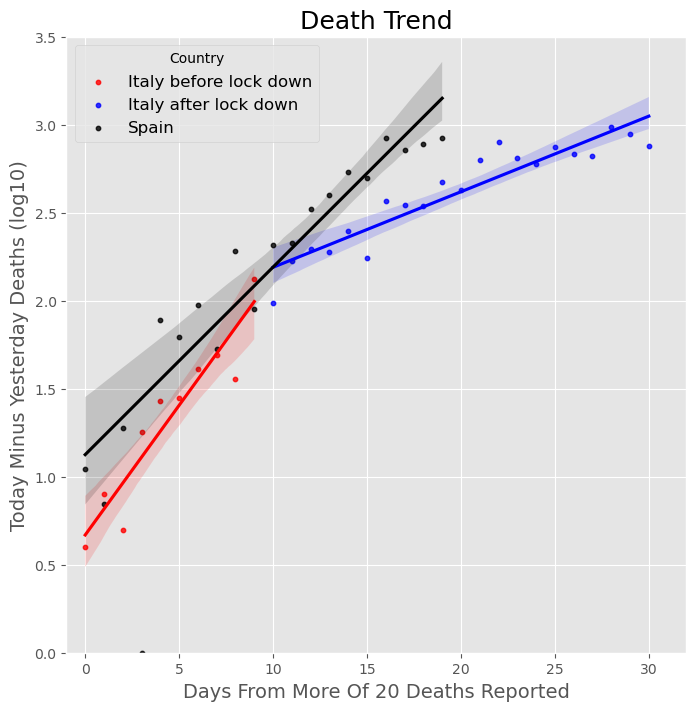 Death Trend
Country
Italy before lock down
Italy after lock down
Spain
Today Minus Yesterday Deaths (log10)
3.5
3.0
2.5
2.0
1.5
1.0
0.5
0.0
0 5 10 15 20 25 30
Days From More Of 20 Deaths Reported